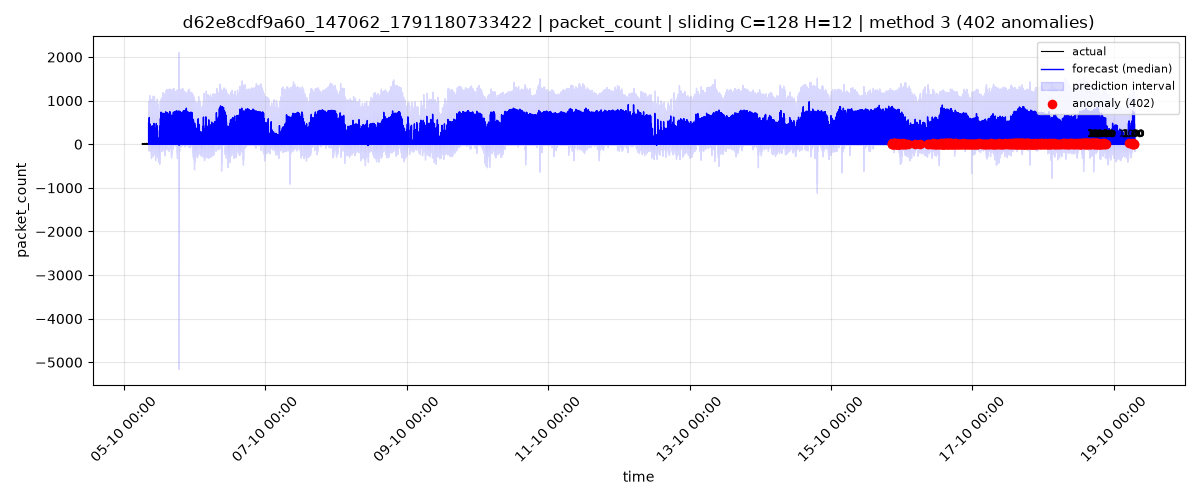 d62e8cdf9a60_147062_1791180733422 | packet_count | sliding C=128 H=12 | method 3 (402 anomalies)
actual
forecast (median)
prediction interval
anomaly (402)
packet_count
2000
1000
0
−1000
−2000
−3000
−4000
−5000
05-10 00:00
07-10 00:00
09-10 00:00
11-10 00:00
13-10 00:00
15-10 00:00
17-10 00:00
19-10 00:00
time